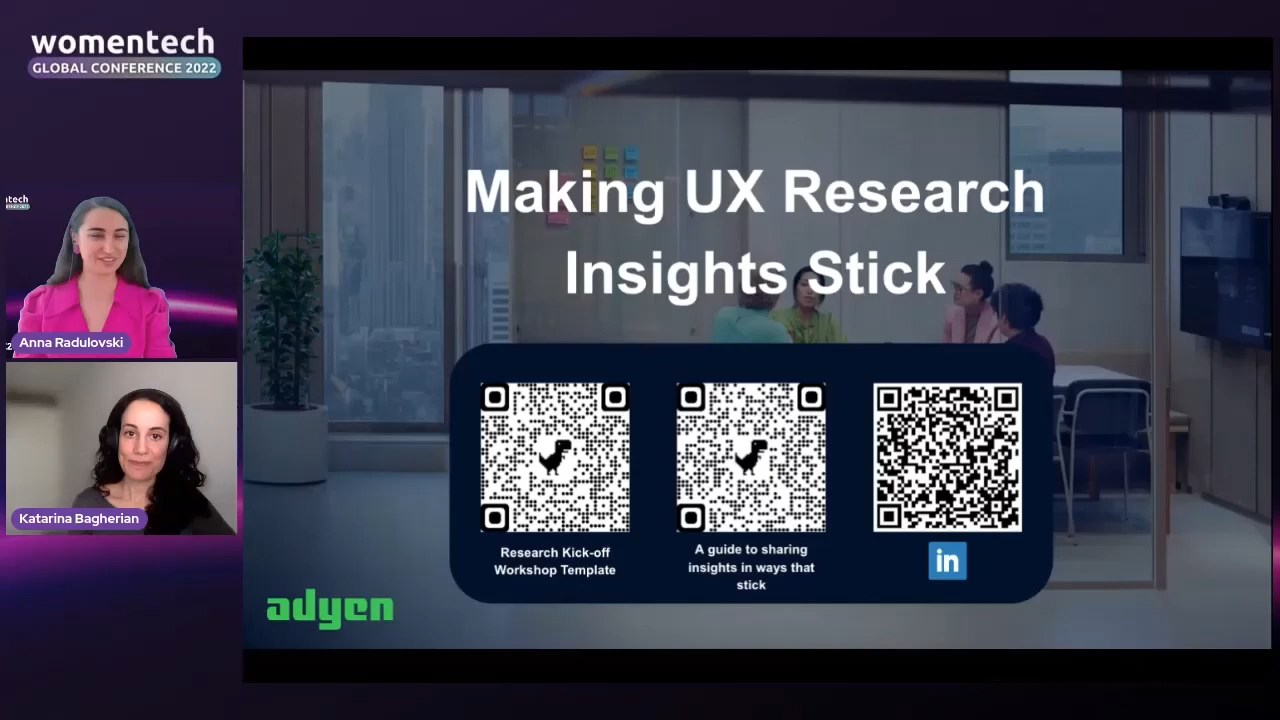 womentech
GLOBAL CONFERENCE 2022
ntech
Anna Radulovski
Katarina Bagherian
Making UX Research
Insights Stick
Research Kick-off
Workshop Template
A guide to sharing
insights in ways that
stick
in
adyen